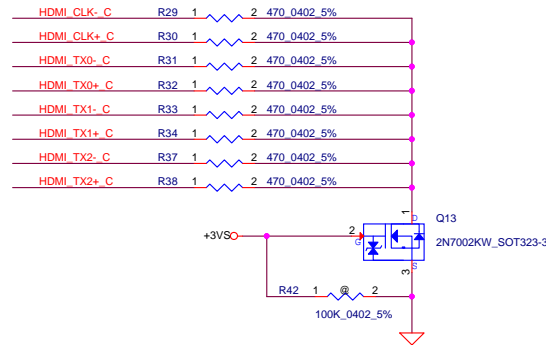 HDMI_CLK-_C R29 1 2 470_0402_5%
HDMI_CLK+_C R30 1 2 470_0402_5%
HDMI_TX0-_C R31 1 2 470_0402_5%
HDMI_TX0+_C R32 1 2 470_0402_5%
HDMI_TX1-_C R33 1 2 470_0402_5%
HDMI_TX1+_C R34 1 2 470_0402_5%
HDMI_TX2-_C R37 1 2 470_0402_5%
HDMI_TX2+_C R38 1 2 470_0402_5%
1 D Q13
+3VS 2 G 2N7002KW_SOT323-3
3 S
R42 1 @ 2
100K_0402_5%